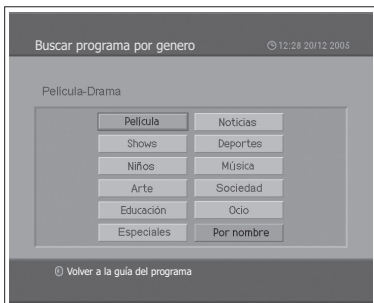 Buscar programa por genero 12:28 20/12 2005
Pelicula-Drama
Película Noticias
Shows Deportes
Niños Música
Arte Sociedad
Educación Ocio
Especiales Por nombre
Volver a la guía del programa